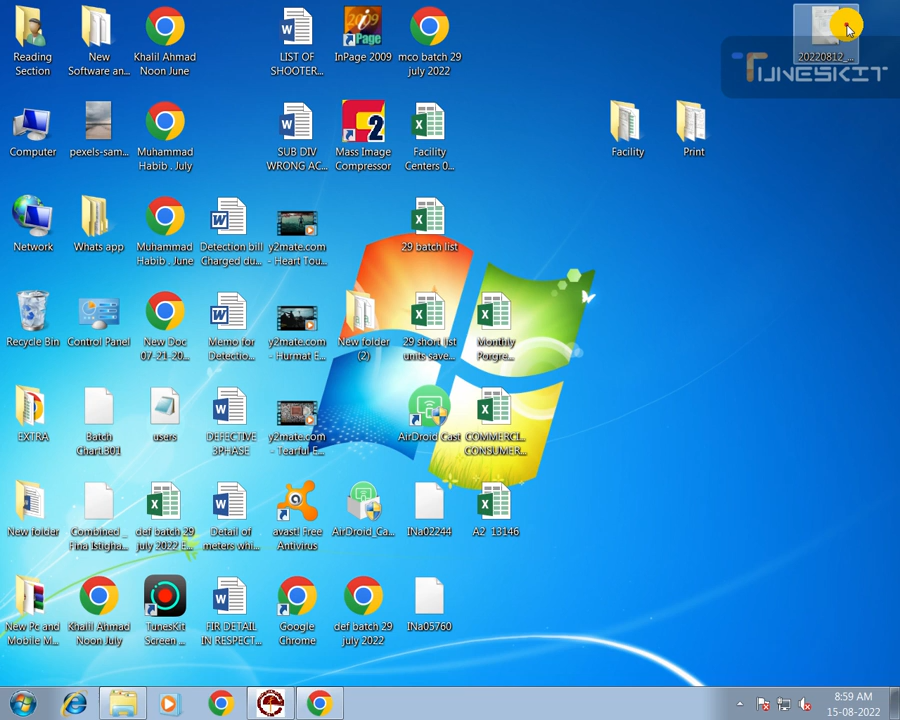 Reading
Section
New
Software an...
Khalil Ahmad
Noon June
LIST OF
SHOOTER...
2009
Page
InPage 2009
mco batch 29
july 2022
20220812_...
TUNESKIT
Computer
pexels-sam...
Muhammad
Habib . July
SUB DIV
WRONG AC...
2
Mass Image
Compressor
Facility
Centers 0...
Facility
Print
Network
Whats app
Muhammad
Habib . June
Detection bill
Charged du...
y2mate.com
- Heart Tou...
29 batch list
Recycle Bin
Control Panel
New Doc
07-21-20...
Memo for
Detectio...
y2mate.com
- Hurmat E...
New folder
(2)
29 short list
units save...
Monthly
Porgre...
EXTRA
Batch
Chart.801
users
DEFECTIVE
3PHASE
y2mate.com
- Tearful E...
AirDroid Cast
COMMERCI...
CONSUMER...
New folder
Combined _
Fina Istigha...
def batch 29
july 2022 E...
Detail of
meters whi...
avast! Free
Antivirus
AirDroid_Ca...
INa02244
A2 13146
New Pc and
Mobile M...
Khalil Ahmad
Noon July
TunesKit
Screen ...
FIR DETAIL
IN RESPECT...
Google
Chrome
def batch 29
july 2022
INa05760
8:59 AM
15-08-2022